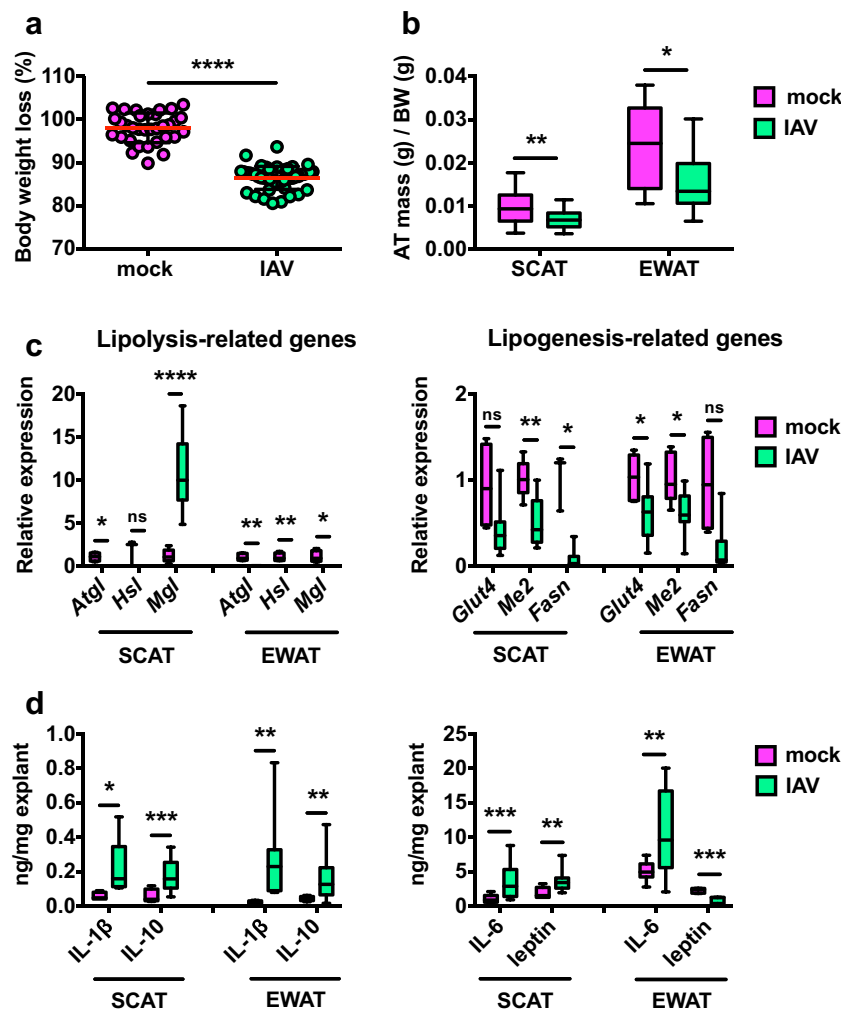 a
Body weight loss (%)
100
90
80
70
****
mock
IAV
b
AT mass (g) / BW (g)
0.04
0.03
0.02
0.01
0.00
**
*
SCAT
EWAT
mock
IAV
c
Lipolysis-related genes
Relative expression
20
15
10
5
0
*
ns
****
**
**
*
Atgl
Hsl
Mgl
Atgl
Hsl
Mgl
SCAT
EWAT
Lipogenesis-related genes
Relative expression
2
1
0
ns
**
*
*
*
ns
Glut4
Me2
Fasn
Glut4
Me2
Fasn
SCAT
EWAT
mock
IAV
d
ng/mg explant
1.0
0.8
0.6
0.4
0.2
0.0
*
***
**
**
IL-1β
IL-10
IL-1β
IL-10
SCAT
EWAT
ng/mg explant
25
20
15
10
5
0
***
**
**
***
IL-6
leptin
IL-6
leptin
SCAT
EWAT
mock
IAV